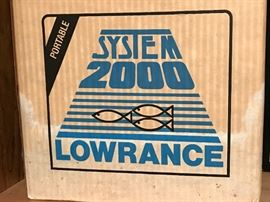 PORTABLE
SYSTEM
2000
LOWRANCE